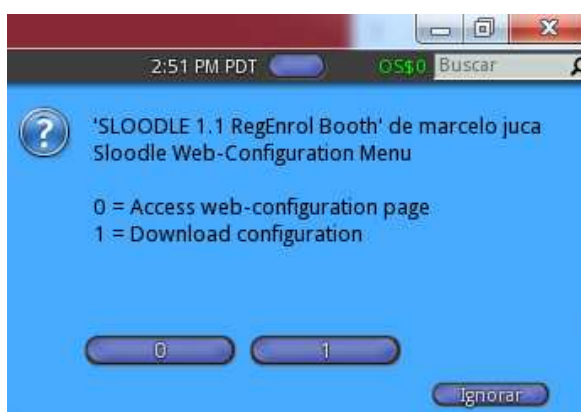 2:51 PM PDT OS$0 Buscar
'SLOODLE 1.1 RegEnrol Booth' de marcelo juca
Sloodle Web-Configuration Menu
0 = Access web-configuration page
1 = Download configuration
0 1
Ignorar